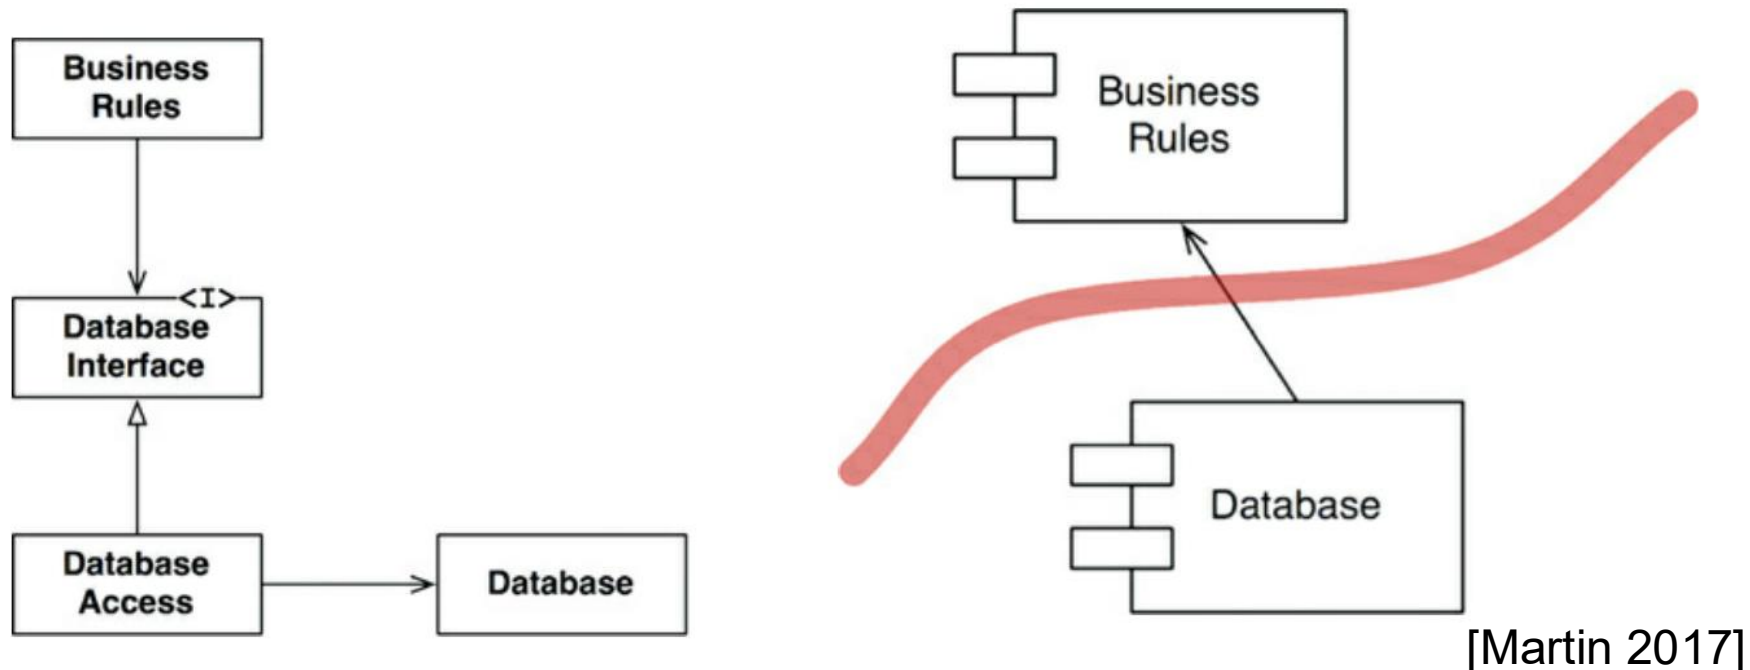 Business
Rules
<I>
Database
Interface
Database
Access
Database
Business
Rules
Database
[Martin 2017]